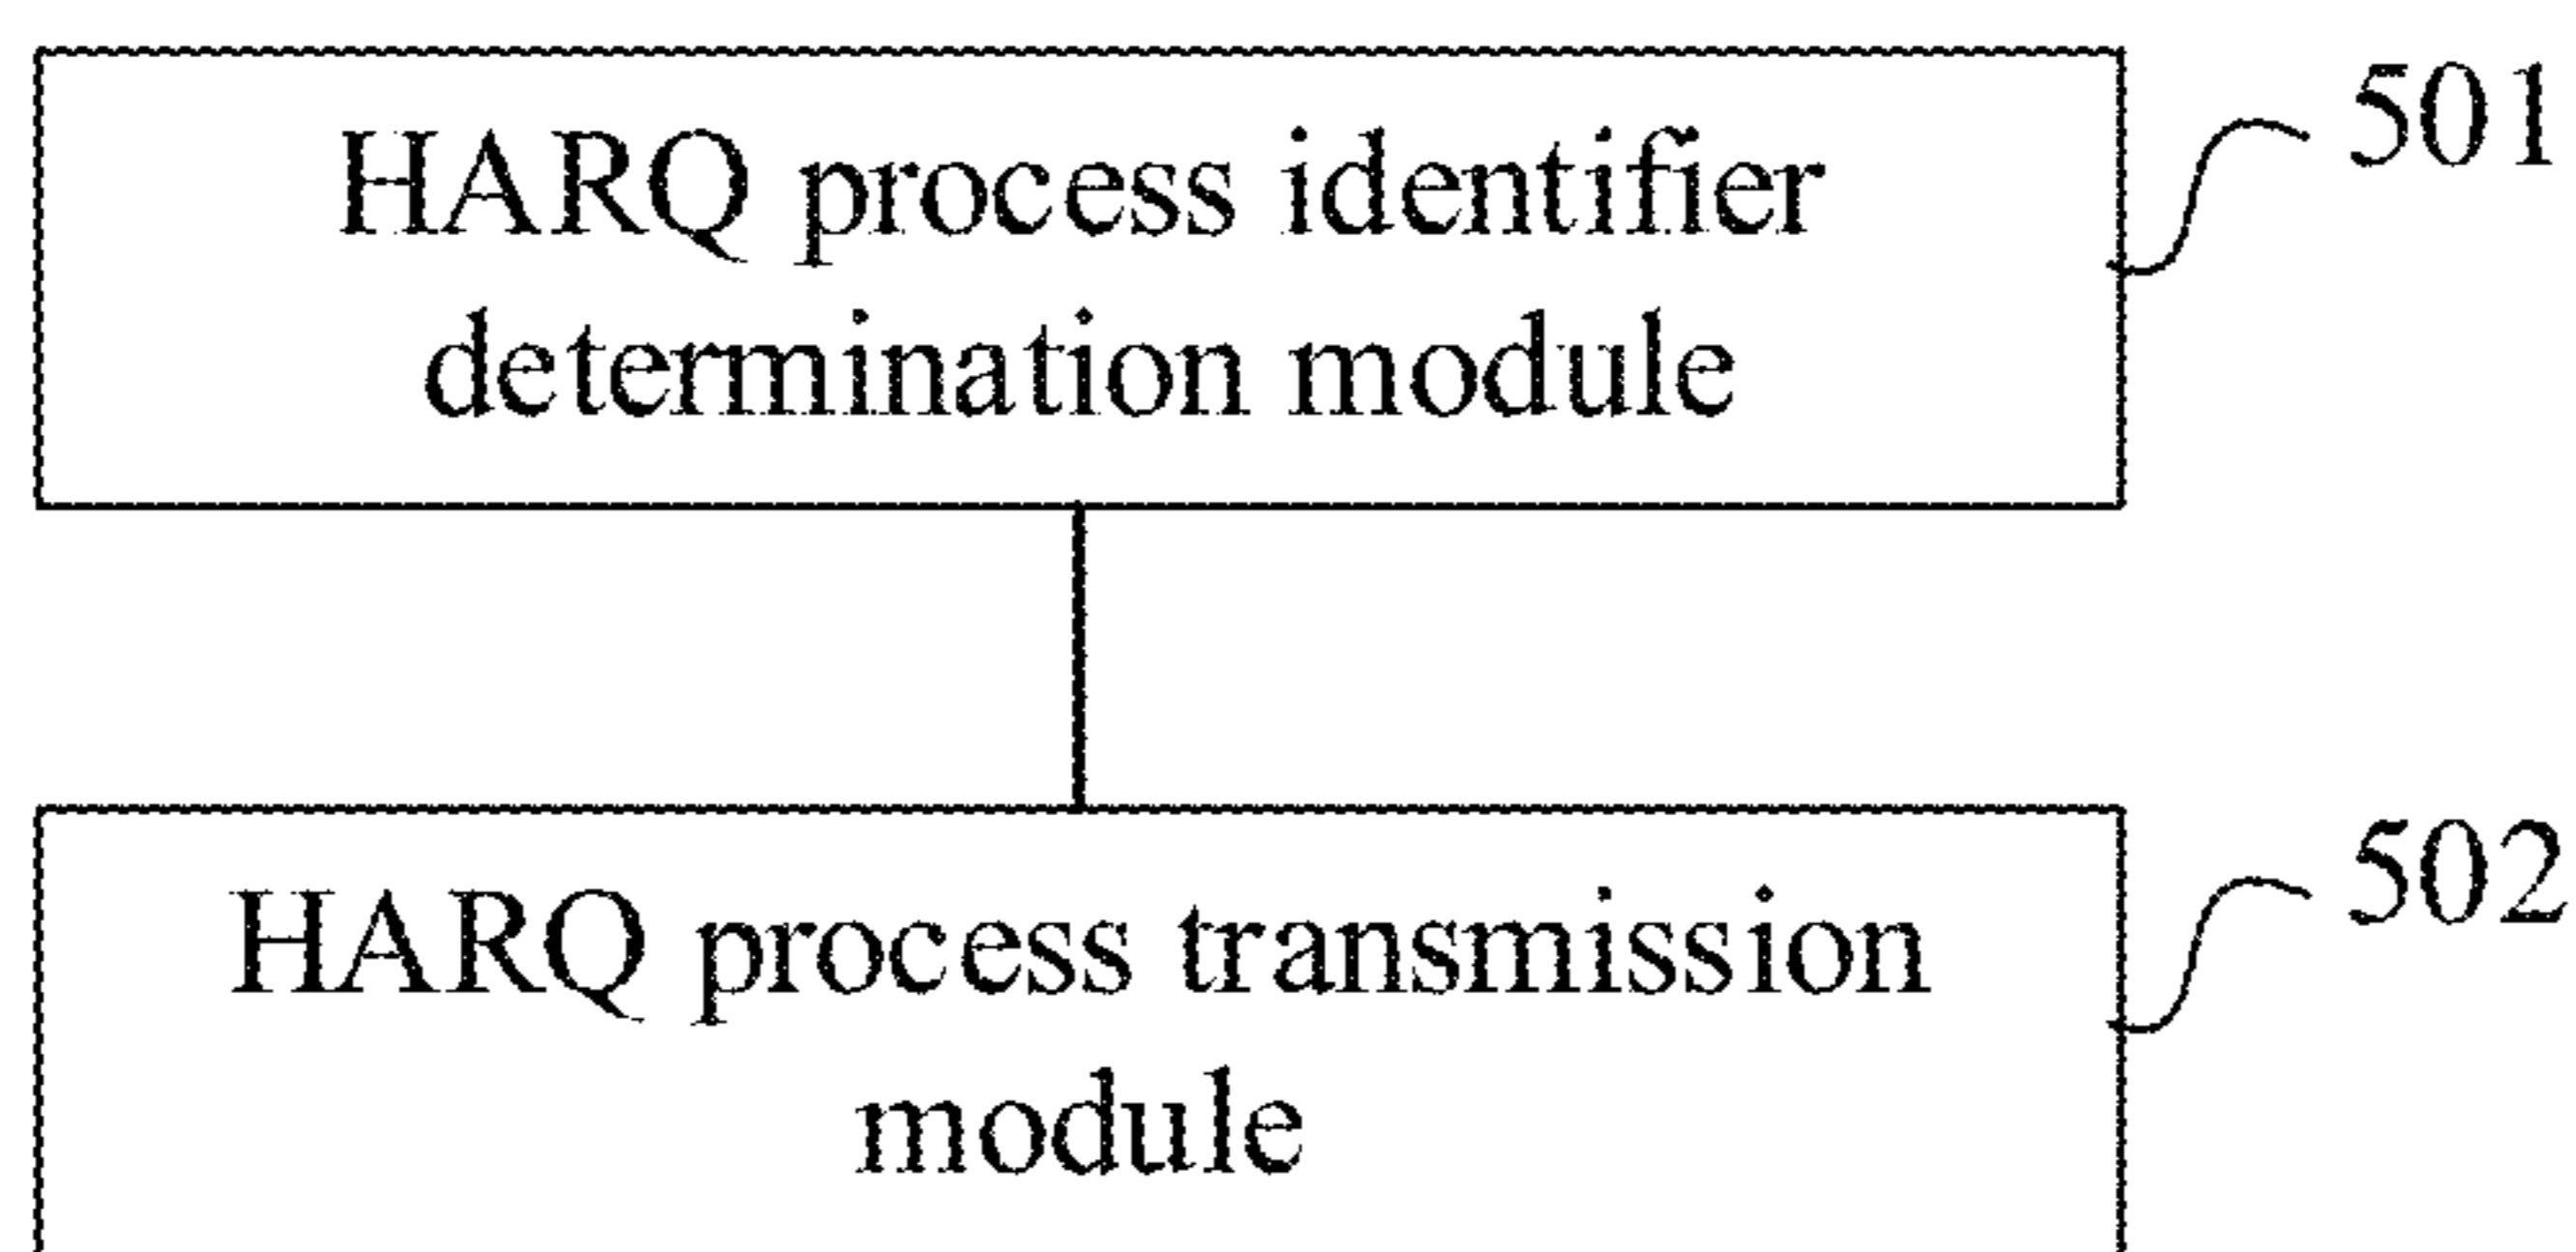 HARQ process identifier
determination module
501
HARQ process transmission
module
502